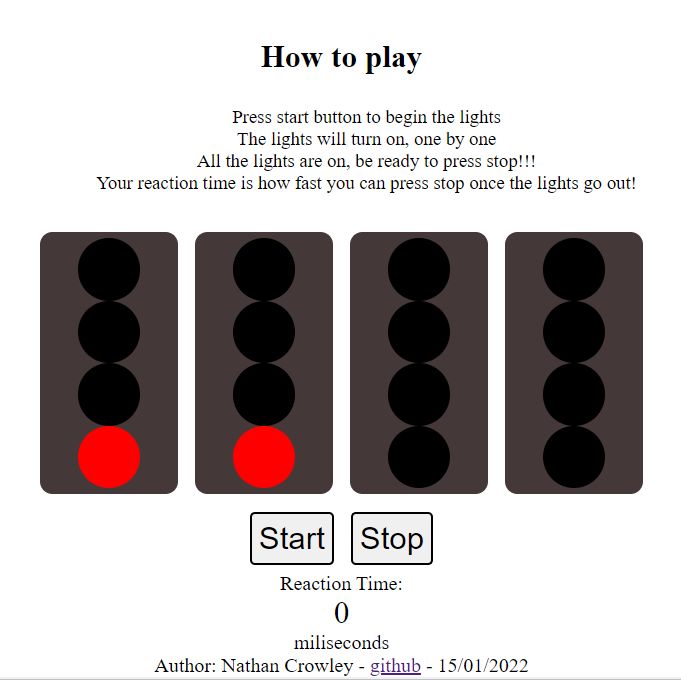 How to play
Press start button to begin the lights
The lights will turn on, one by one
All the lights are on, be ready to press stop!!!
Your reaction time is how fast you can press stop once the lights go out!
Start Stop
Reaction Time:
0
miliseconds
Author: Nathan Crowley - github - 15/01/2022